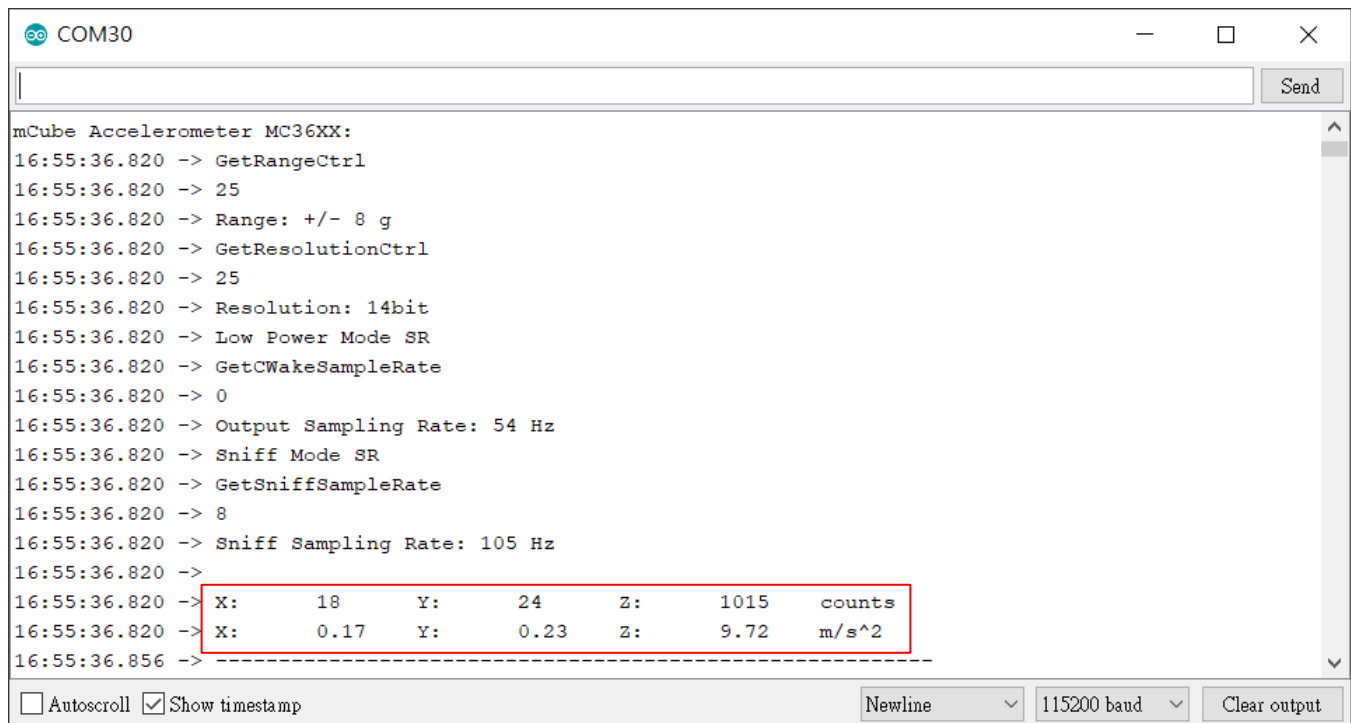 COM30
Send
mCube Accelerometer MC36XX:
16:55:36.820 -> GetRangeCtrl
16:55:36.820 -> 25
16:55:36.820 -> Range: +/- 8 g
16:55:36.820 -> GetResolutionCtrl
16:55:36.820 -> 25
16:55:36.820 -> Resolution: 14bit
16:55:36.820 -> Low Power Mode SR
16:55:36.820 -> GetCWakeSampleRate
16:55:36.820 -> 0
16:55:36.820 -> Output Sampling Rate: 54 Hz
16:55:36.820 -> Sniff Mode SR
16:55:36.820 -> GetSniffSampleRate
16:55:36.820 -> 8
16:55:36.820 -> Sniff Sampling Rate: 105 Hz
16:55:36.820 ->
16:55:36.820 -> X: 18 Y: 24 Z: 1015 counts
16:55:36.820 -> X: 0.17 Y: 0.23 Z: 9.72 m/s^2
16:55:36.856 -> ---------------------------------------------------------
Autoscroll Show timestamp Newline 115200 baud Clear output